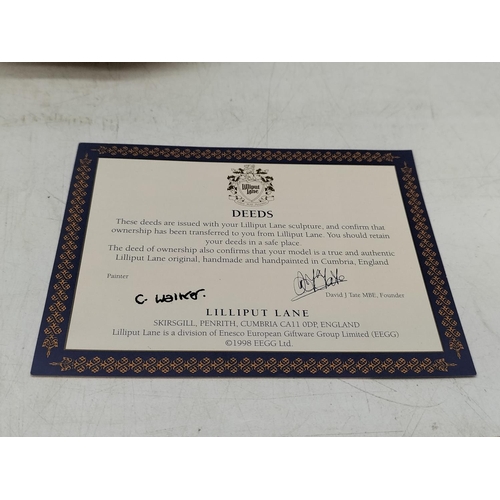 Lilliput
Lane
DEEDS
These deeds are issued with your Lilliput Lane sculpture, and confirm that
ownership has been transferred to you from Lilliput Lane. You should retain
your deeds in a safe place.
The deed of ownership also confirms that your model is a true and authentic
Lilliput Lane original, handmade and handpainted in Cumbria, England
Painter
C. Walker.
David J Tate MBE, Founder
LILLIPUT LANE
SKIRSGILL, PENRITH, CUMBRIA CA11 0DP, ENGLAND
Lilliput Lane is a division of Enesco European Giftware Group Limited (EEGG)
©1998 EEGG Ltd.